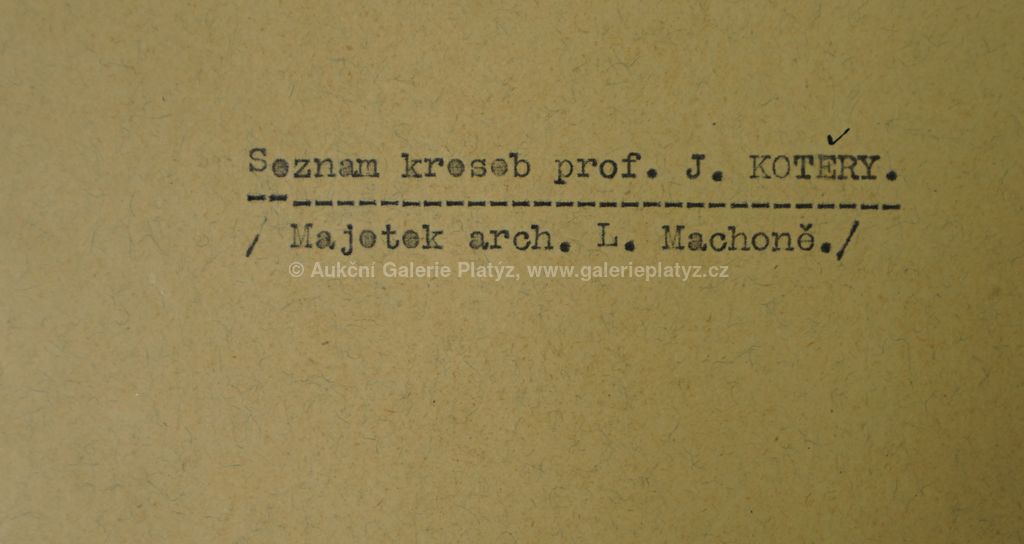 Seznam kreseb prof. J. KOTĚRY.
/ Majetek arch. L. Machoně./
© Aukční Galerie Platýz, www.galerieplatyz.cz